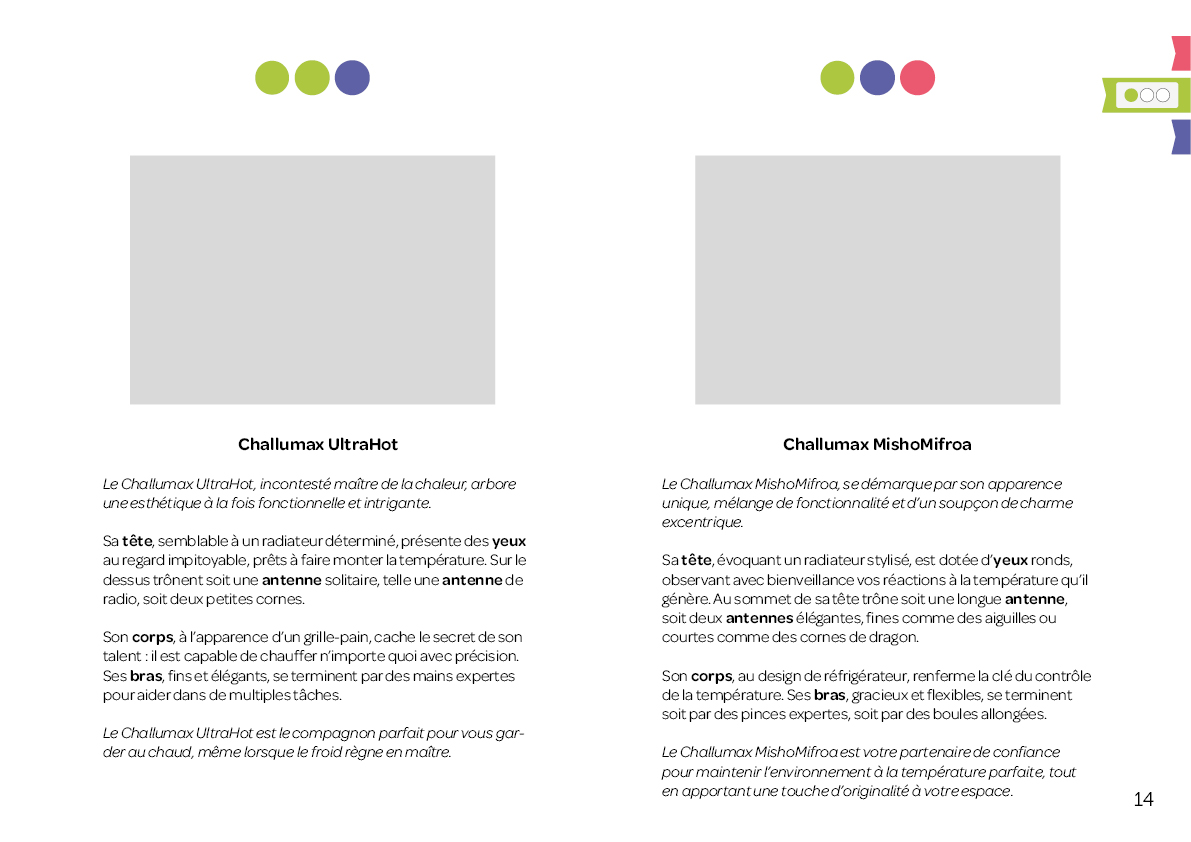 Challumax UltraHot
Le Challumax UltraHot, incontesté maître de la chaleur, arbore
une esthétique à la fois fonctionnelle et intrigante.
Sa tête, semblable à un radiateur déterminé, présente des yeux
au regard impitoyable, prêts à faire monter la température. Sur le
dessus trônent soit une antenne solitaire, telle une antenne de
radio, soit deux petites cornes.
Son corps, à l’apparence d’un grille-pain, cache le secret de son
talent : il est capable de chauffer n’importe quoi avec précision.
Ses bras, fins et élégants, se terminent par des mains expertes
pour aider dans de multiples tâches.
Le Challumax UltraHot est le compagnon parfait pour vous gar-
der au chaud, même lorsque le froid règne en maître.
Challumax MishoMifroa
Le Challumax MishoMifroa, se démarque par son apparence
unique, mélange de fonctionnalité et d’un soupçon de charme
excentrique.
Sa tête, évoquant un radiateur stylisé, est dotée d’yeux ronds,
observant avec bienveillance vos réactions à la température qu’il
génère. Au sommet de sa tête trône soit une longue antenne,
soit deux antennes élégantes, fines comme des aiguilles ou
courtes comme des cornes de dragon.
Son corps, au design de réfrigérateur, renferme la clé du contrôle
de la température. Ses bras, gracieux et flexibles, se terminent
soit par des pinces expertes, soit par des boules allongées.
Le Challumax MishoMifroa est votre partenaire de confiance
pour maintenir l’environnement à la température parfaite, tout
en apportant une touche d’originalité à votre espace.
14